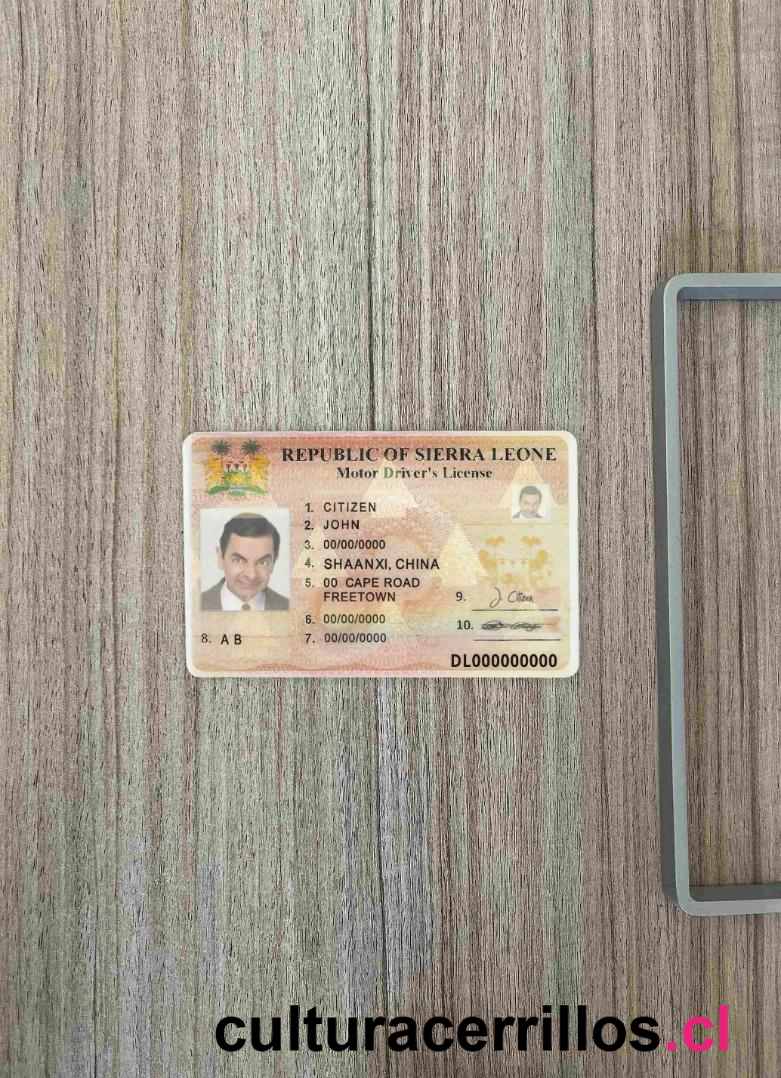 REPUBLIC OF SIERRA LEONE
Motor Driver's License
1. CITIZEN
2. JOHN
3. 00/00/0000
4. SHAANXI, CHINA
5. 00 CAPE ROAD
FREETOWN
9. J Citizen
6. 00/00/0000
10.
8. A B
7. 00/00/0000
DL000000000
culturacerrillos.cl